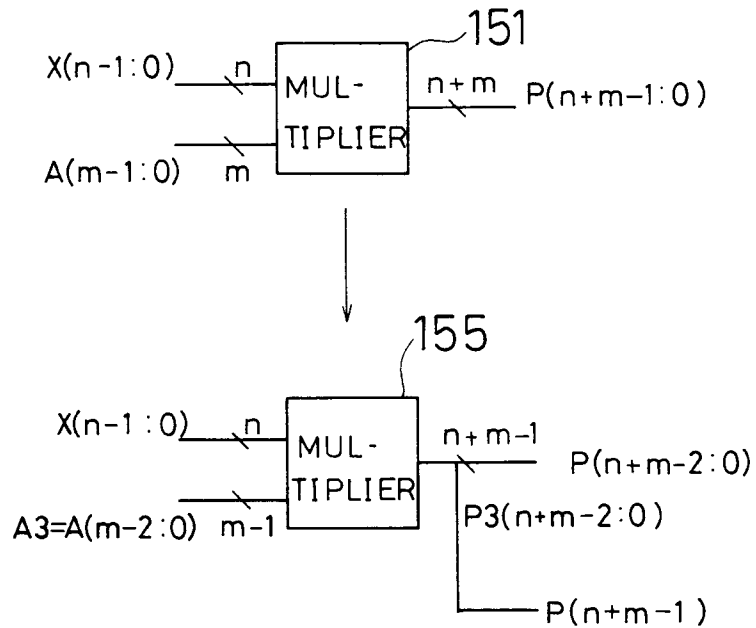 151
X(n-1:0)
n
MUL-
TIPLIER
n+m
P(n+m-1:0)
A(m-1:0)
m
155
X(n-1:0)
n
MUL-
TIPLIER
n+m-1
P(n+m-2:0)
A3=A(m-2:0)
m-1
P3(n+m-2:0)
P(n+m-1)